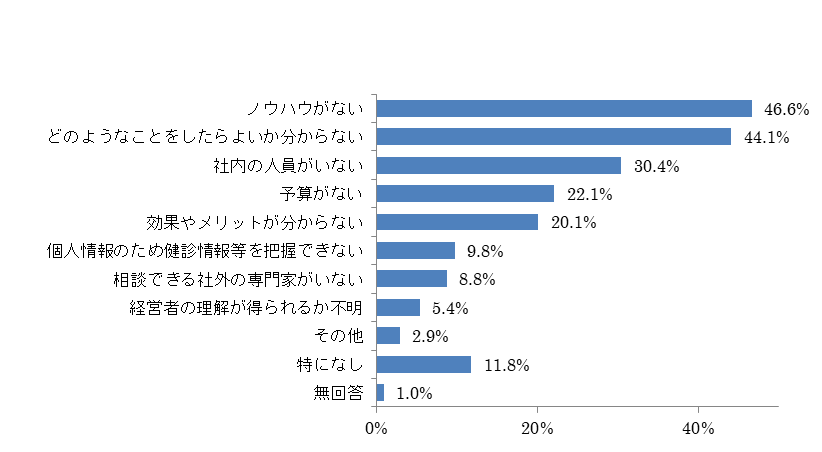 ノウハウがない 46.6%
どのようなことをしたらよいか分からない 44.1%
社内の人員がいない 30.4%
予算がない 22.1%
効果やメリットが分からない 20.1%
個人情報のため健診情報等を把握できない 9.8%
相談できる社外の専門家がいない 8.8%
経営者の理解が得られるか不明 5.4%
その他 2.9%
特になし 11.8%
無回答 1.0%
0% 20% 40%